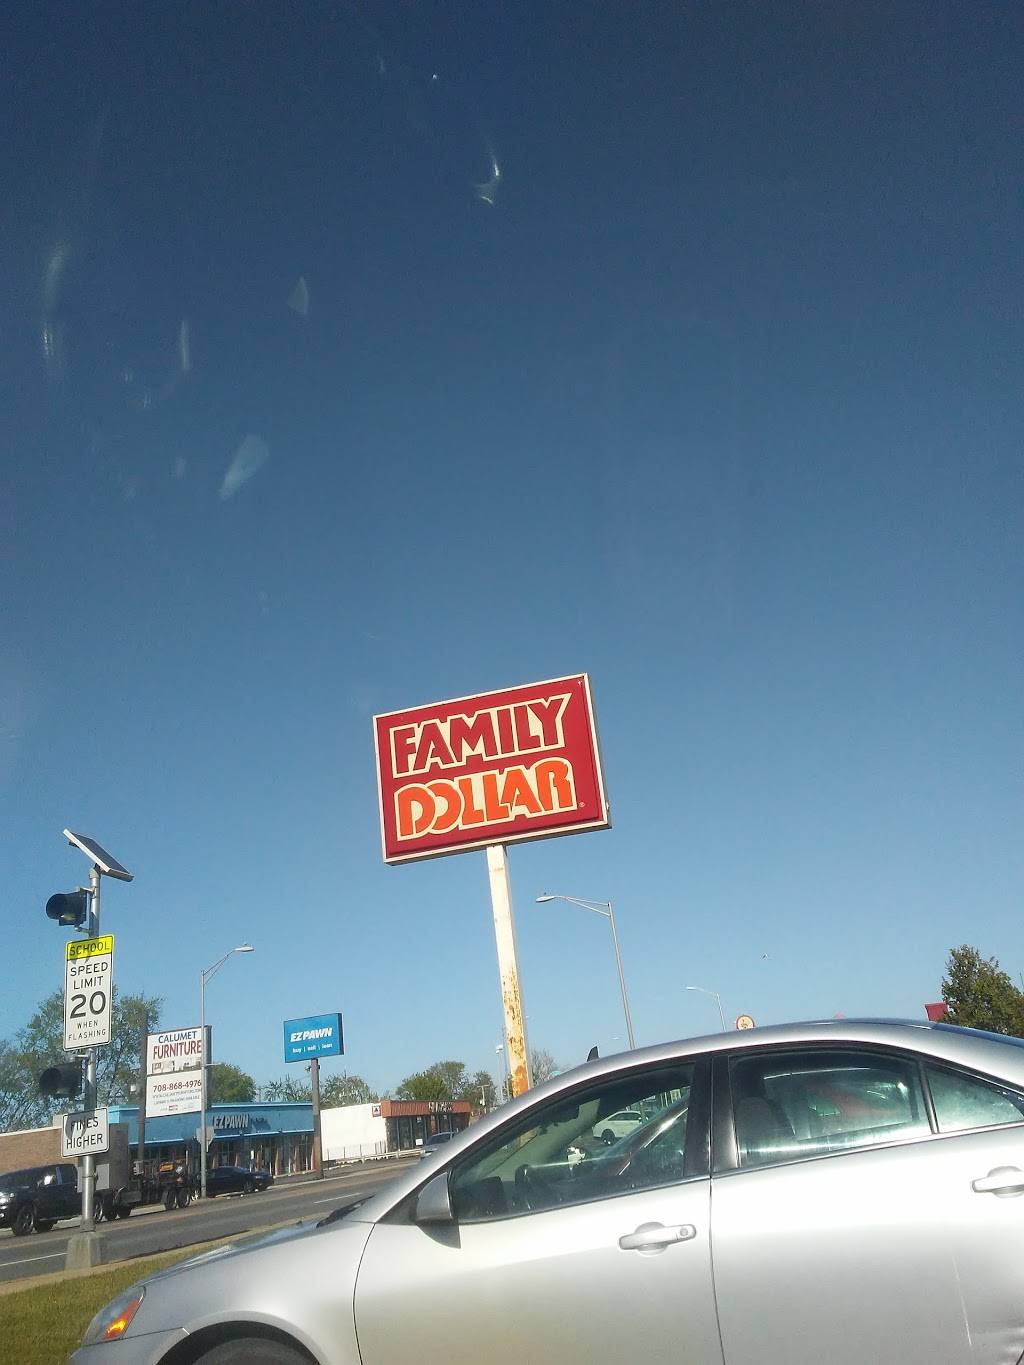 FAMILY
DOLLAR
SCHOOL
SPEED
LIMIT
20
WHEN
FLASHING
FINES
HIGHER
CALUMET
FURNITURE
708-868-4976
EZPAWN
buy | sell | loan
EZPAWN